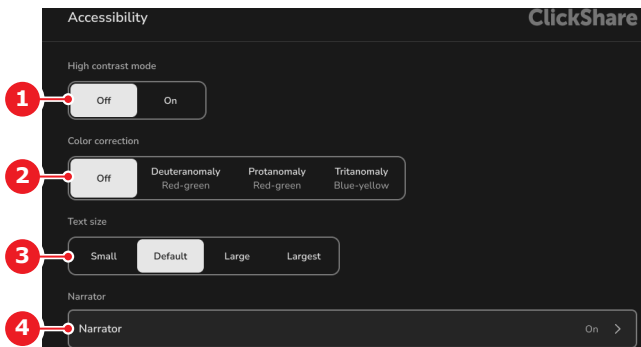 Accessibility
ClickShare
High contrast mode
1
Off On
Color correction
2
Off Deuteranomaly Protanomaly Tritanomaly
Red-green Red-green Blue-yellow
Text size
3
Small Default Large Largest
Narrator
4
Narrator On >